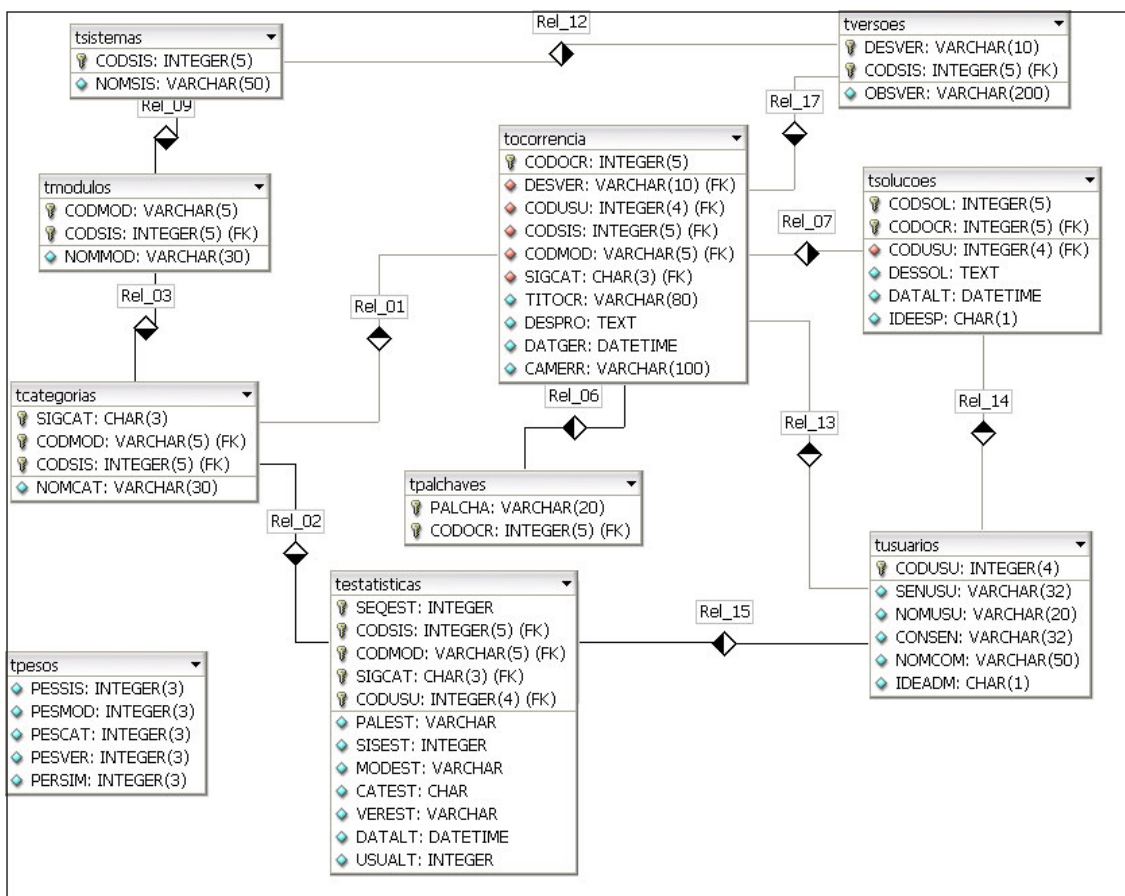 Rel_12
tsistemas
CODSIS: INTEGER(5)
NOMSIS: VARCHAR(50)
tversoes
DESVER: VARCHAR(10)
CODSIS: INTEGER(5) (FK)
OBSVER: VARCHAR(200)
Rel_09
Rel_17
tocorrencia
CODOCR: INTEGER(5)
DESVER: VARCHAR(10) (FK)
CODUSU: INTEGER(4) (FK)
CODSIS: INTEGER(5) (FK)
CODMOD: VARCHAR(5) (FK)
SIGCAT: CHAR(3) (FK)
TITOCR: VARCHAR(80)
DESPRO: TEXT
DATGER: DATETIME
CAMERR: VARCHAR(100)
tmodulos
CODMOD: VARCHAR(5)
CODSIS: INTEGER(5) (FK)
NOMMOD: VARCHAR(30)
tsolucoes
CODSOL: INTEGER(5)
CODOCR: INTEGER(5) (FK)
CODUSU: INTEGER(4) (FK)
DESSOL: TEXT
DATALT: DATETIME
IDEESP: CHAR(1)
Rel_07
Rel_03
Rel_01
tcategorias
SIGCAT: CHAR(3)
CODMOD: VARCHAR(5) (FK)
CODSIS: INTEGER(5) (FK)
NOMCAT: VARCHAR(30)
Rel_06
Rel_13
Rel_14
tpalchaves
PALCHA: VARCHAR(20)
CODOCR: INTEGER(5) (FK)
Rel_02
tusuarios
CODUSU: INTEGER(4)
SENUSU: VARCHAR(32)
NOMUSU: VARCHAR(20)
CONSEN: VARCHAR(32)
NOMCOM: VARCHAR(50)
IDEADM: CHAR(1)
testatisticas
SEQEST: INTEGER
CODSIS: INTEGER(5) (FK)
CODMOD: VARCHAR(5) (FK)
SIGCAT: CHAR(3) (FK)
CODUSU: INTEGER(4) (FK)
PALEST: VARCHAR
SISEST: INTEGER
MODEST: VARCHAR
CATEST: CHAR
VEREST: VARCHAR
DATALT: DATETIME
USUALT: INTEGER
Rel_15
tpesos
PESSIS: INTEGER(3)
PESMOD: INTEGER(3)
PESCAT: INTEGER(3)
PESVER: INTEGER(3)
PERSIM: INTEGER(3)